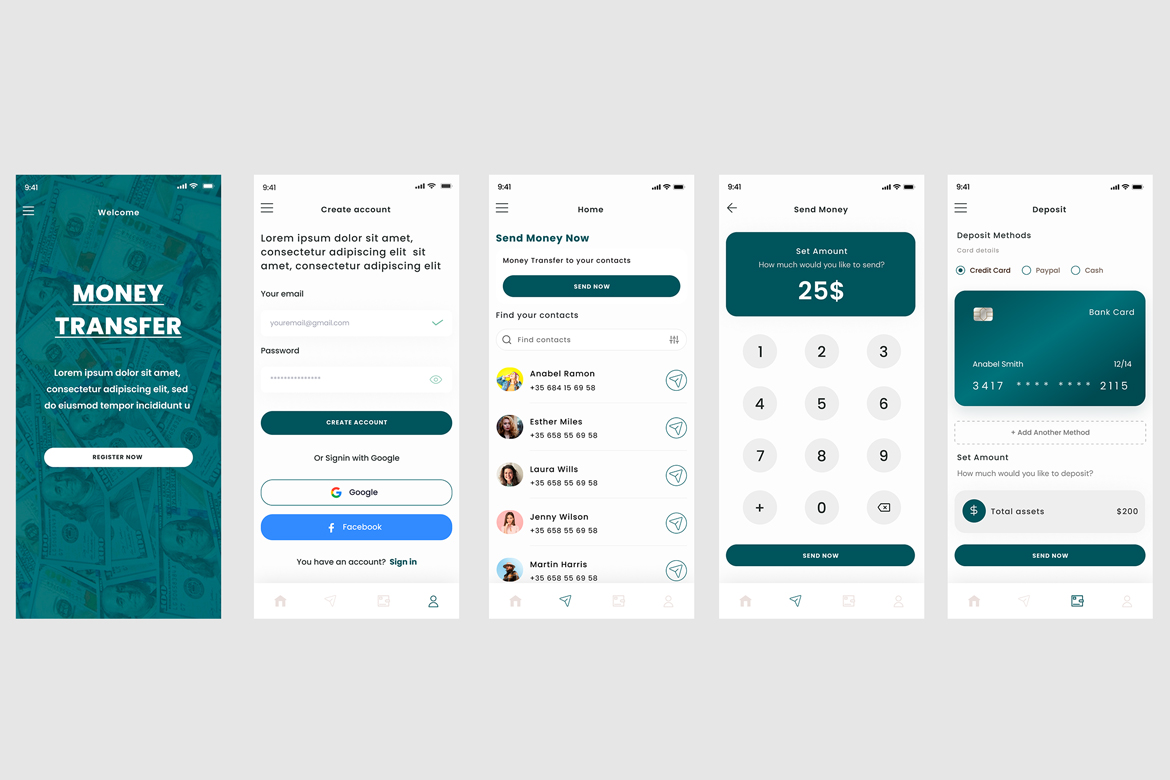 9:41
Welcome
MONEY
TRANSFER
Lorem ipsum dolor sit amet,
consectetur adipiscing elit, sed
do eiusmod tempor incididunt u
REGISTER NOW
9:41
Create account
Lorem ipsum dolor sit amet,
consectetur adipiscing elit  sit
amet, consectetur adipiscing elit
Your email
youremail@gmail.com
Password
***************
CREATE ACCOUNT
Or Signin with Google
Google
Facebook
You have an account? Sign in
9:41
Home
Send Money Now
Money Transfer to your contacts
SEND NOW
Find your contacts
Find contacts
Anabel Ramon
+35 684 15 69 58
Esther Miles
+35 658 55 69 58
Laura Wills
+35 658 55 69 58
Jenny Wilson
+35 658 55 69 58
Martin Harris
+35 658 55 69 58
9:41
Send Money
Set Amount
How much would you like to send?
25$
1 2 3
4 5 6
7 8 9
+ 0
SEND NOW
9:41
Deposit
Deposit Methods
Card details
Credit Card Paypal Cash
Bank Card
Anabel Smith 12/14
3417 **** **** 2115
+ Add Another Method
Set Amount
How much would you like to deposit?
$ Total assets $200
SEND NOW